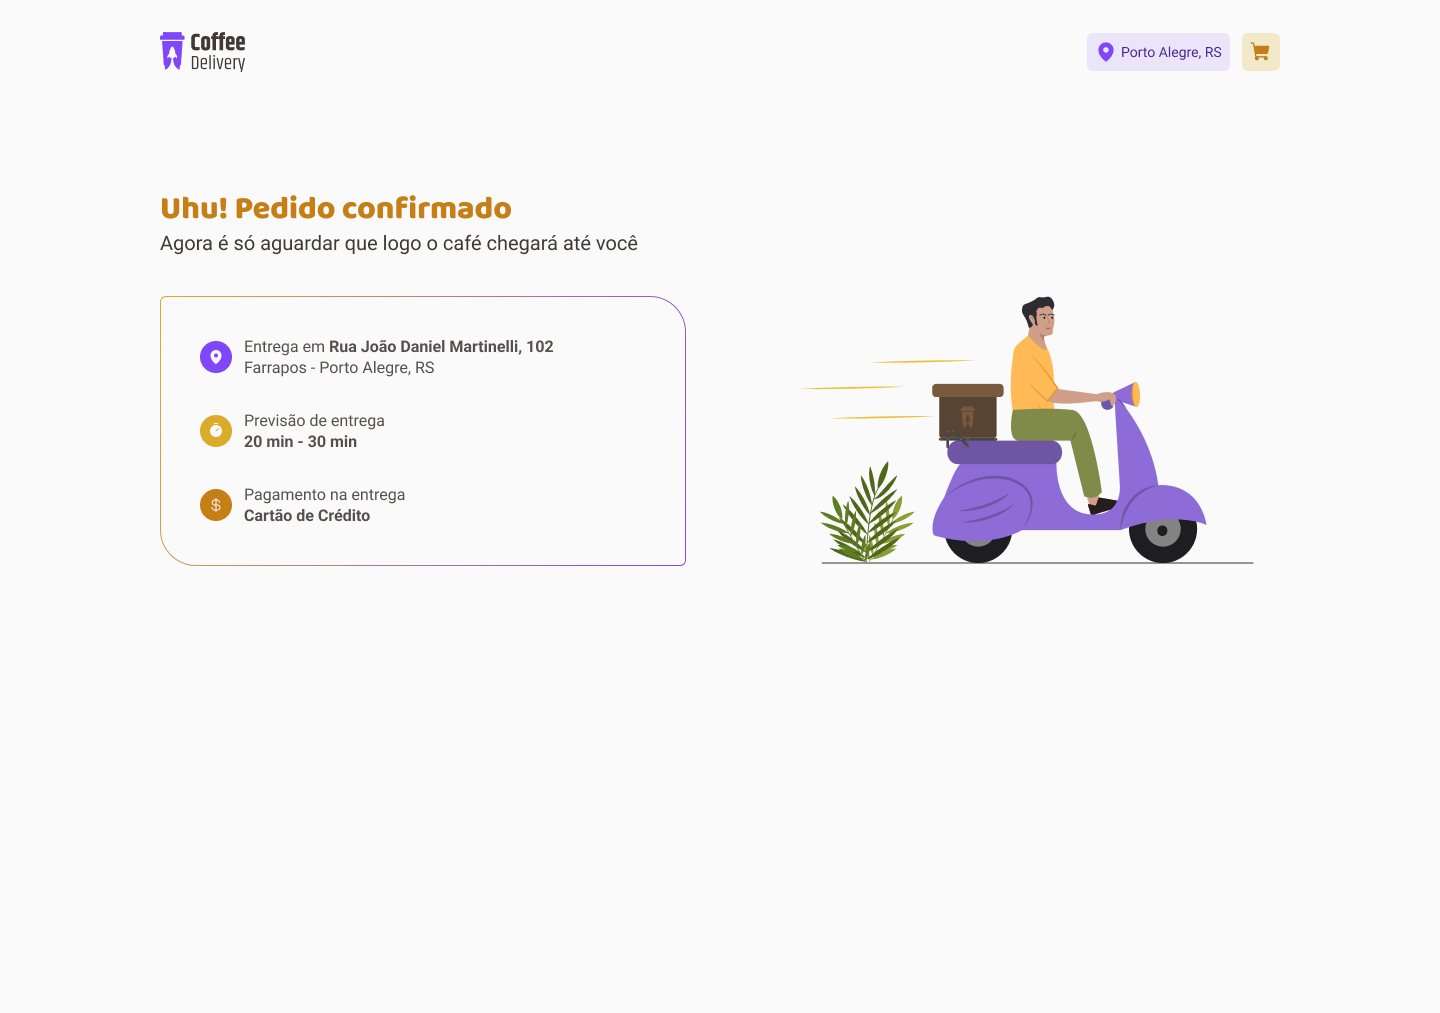 Coffee
Delivery
Porto Alegre, RS
Uhu! Pedido confirmado
Agora é só aguardar que logo o café chegará até você
Entrega em Rua João Daniel Martinelli, 102
Farrapos - Porto Alegre, RS
Previsão de entrega
20 min - 30 min
Pagamento na entrega
Cartão de Crédito